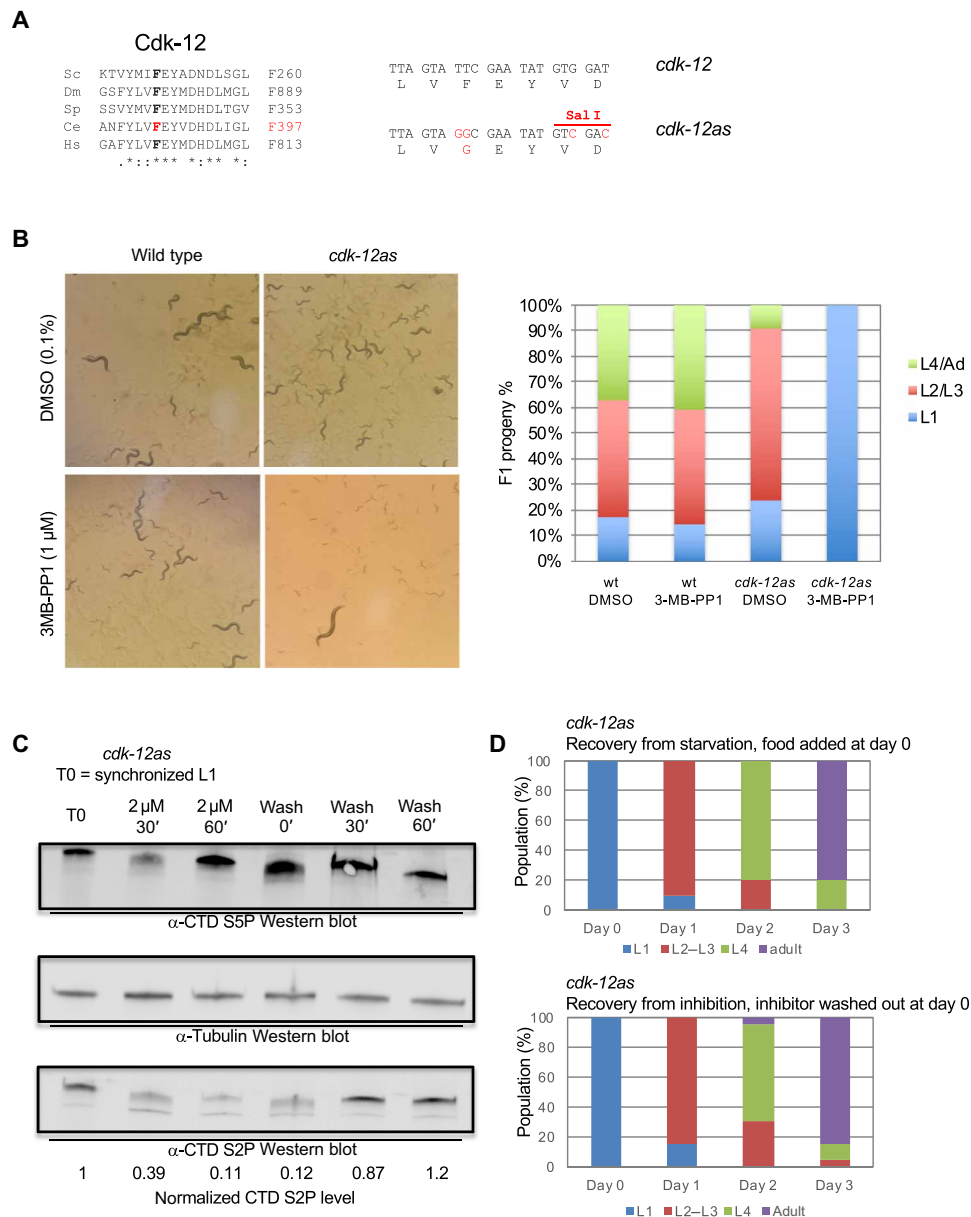 A
Cdk-12
Sc KTVYMIFEYADNDLSGL F260
Dm GSFYLVFEYMDHDLMGL F889
Sp SSVYMVFEYMDHDLTGV F353
Ce ANFYLVFEYVDHDLIGL F397
Hs GAFYLVFEYMDHDLMGL F813
.*::*** *:** *:
TTA GTA TTCGAA TAT GTG GAT
cdk-12
L V F E Y V D
Sal I
TTAGTA GGCGAA TAT GTC GAC
cdk-12as
L V G E Y V D
B
Wild type
cdk-12as
DMSO (0.1%)
3MB-PP1 (1 µM)
100%
90%
80%
70%
60%
50%
40%
30%
20%
10%
0%
F1 progeny %
L4/Ad
L2/L3
L1
wt DMSO
wt 3-MB-PP1
cdk-12as DMSO
cdk-12as 3-MB-PP1
C
cdk-12as
T0 = synchronized L1
T0
2 µM 30′
2 µM 60′
Wash 0′
Wash 30′
Wash 60′
α-CTD S5P Western blot
α-Tubulin Western blot
α-CTD S2P Western blot
1 0.39 0.11 0.12 0.87 1.2
Normalized CTD S2P level
D
cdk-12as
Recovery from starvation, food added at day 0
Population (%)
100
80
60
40
20
0
Day 0 Day 1 Day 2 Day 3
L1 L2–L3 L4 adult
cdk-12as
Recovery from inhibition, inhibitor washed out at day 0
Population (%)
100
80
60
40
20
0
Day 0 Day 1 Day 2 Day 3
L1 L2–L3 L4 Adult